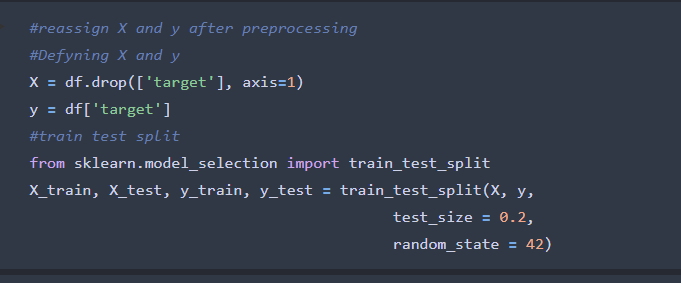 #reassign X and y after preprocessing
#Defyning X and y
X = df.drop(['target'], axis=1)
y = df['target']
#train test split
from sklearn.model_selection import train_test_split
X_train, X_test, y_train, y_test = train_test_split(X, y,
test_size = 0.2,
random_state = 42)